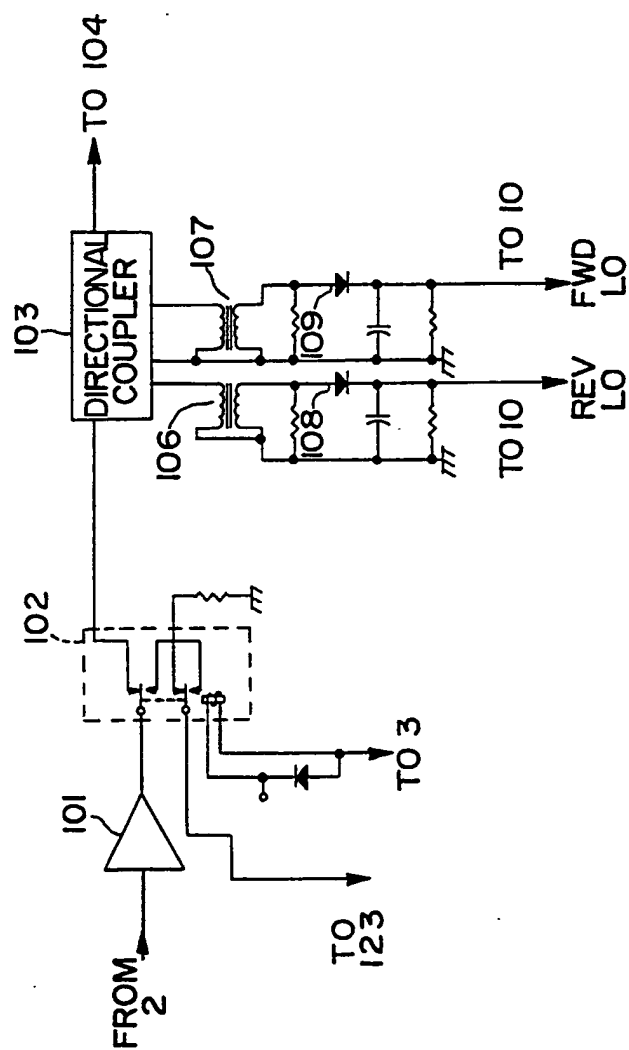 103
DIRECTIONAL
COUPLER
TO 104
102
106
107
101
FROM
2
108
109
TO
123
TO 3
TO 10
TO 10
REV
LO
FWD
LO